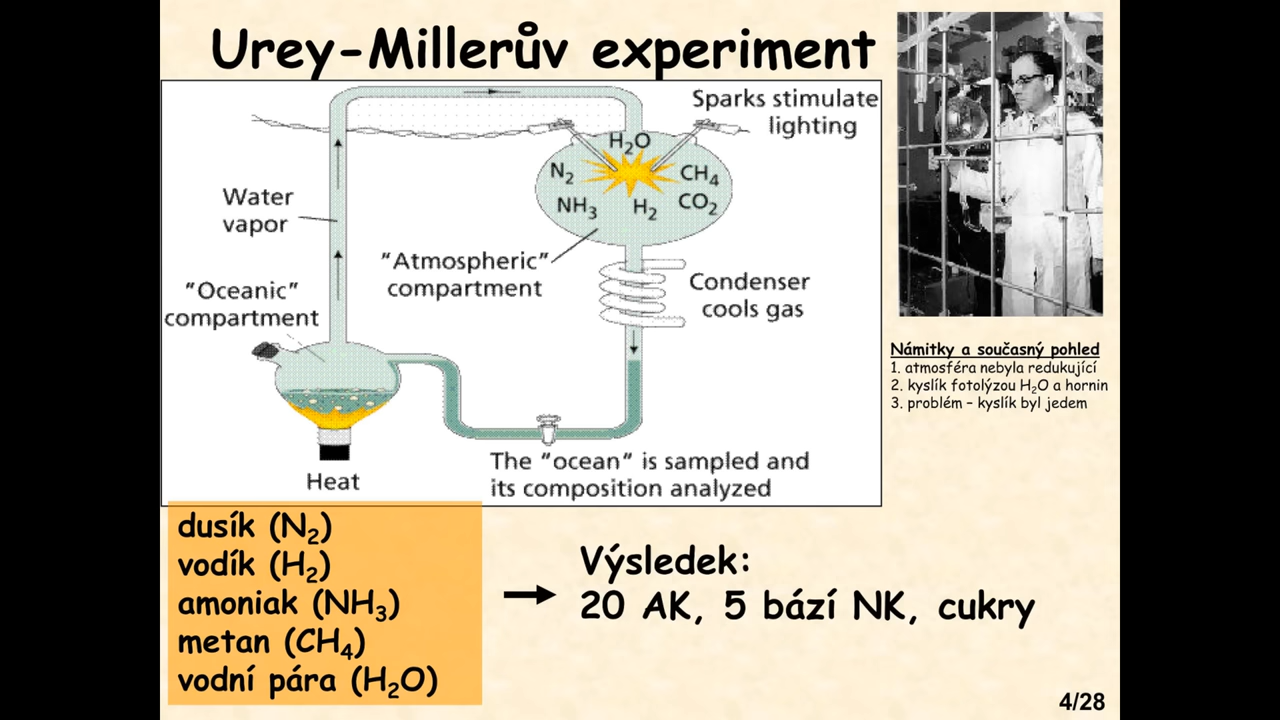 Urey-Millerův experiment
Sparks stimulate
lighting
H₂O
N₂
CH₄
NH₃
H₂
CO₂
Water
vapor
"Atmospheric"
compartment
Condenser
cools gas
"Oceanic"
compartment
Heat
The "ocean" is sampled and
its composition analyzed
Námitky a současný pohled
1. atmosféra nebyla redukující
2. kyslík fotolýzou H₂O a hornin
3. problém – kyslík byl jedem
dusík (N₂)
vodík (H₂)
amoniak (NH₃)
metan (CH₄)
vodní pára (H₂O)
Výsledek:
20 AK, 5 bází NK, cukry
4/28